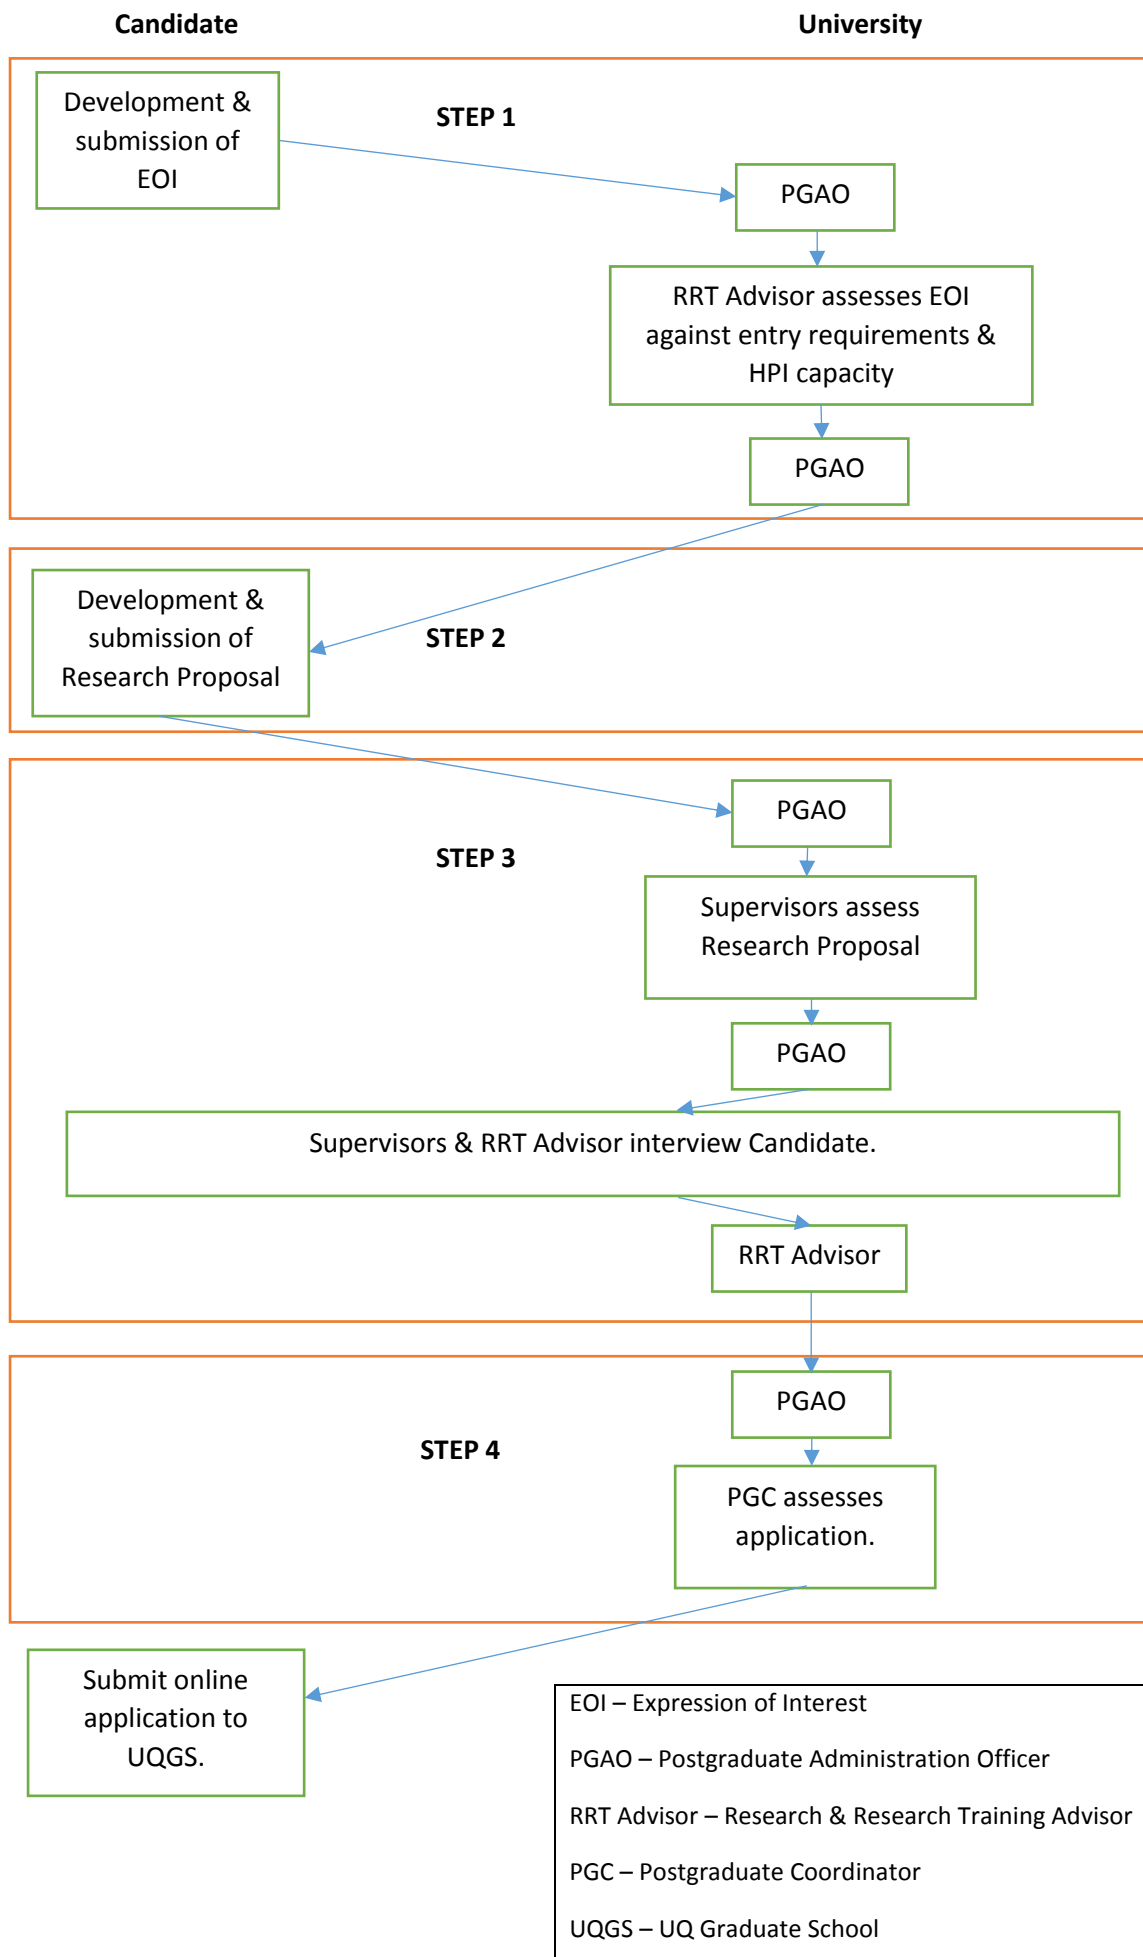 Candidate
University
Development &
submission of
EOI
STEP 1
PGAO
RRT Advisor assesses EOI
against entry requirements &
HPI capacity
PGAO
Development &
submission of
Research Proposal
STEP 2
PGAO
STEP 3
Supervisors assess
Research Proposal
PGAO
Supervisors & RRT Advisor interview Candidate.
RRT Advisor
PGAO
STEP 4
PGC assesses
application.
Submit online
application to
UQGS.
EOI – Expression of Interest
PGAO – Postgraduate Administration Officer
RRT Advisor – Research & Research Training Advisor
PGC – Postgraduate Coordinator
UQGS – UQ Graduate School